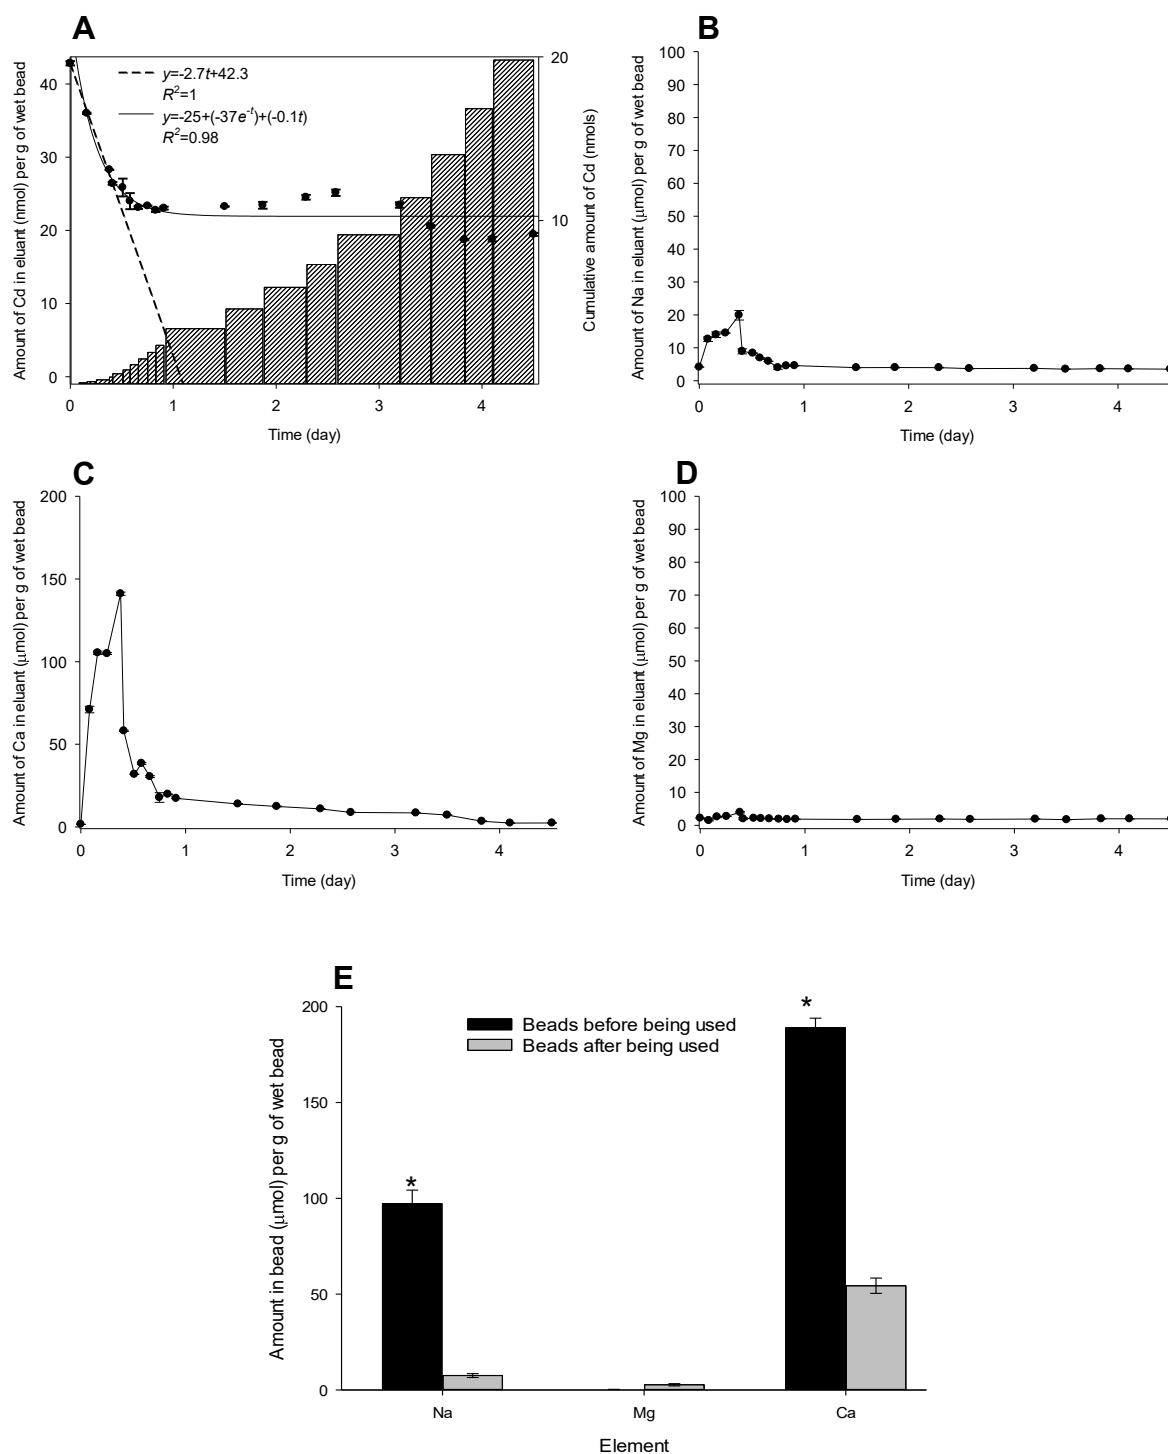 A
Amount of Cd in eluant (nmol) per g of wet bead
40
30
20
10
0
y=-2.7t+42.3
R²=1
y=-25+(-37e⁻ᵗ)+(-0.1t)
R²=0.98
20
10
Cumulative amount of Cd (nmols)
0 1 2 3 4
Time (day)
B
Amount of Na in eluant (μmol) per g of wet bead
100
90
80
70
60
50
40
30
20
10
0
0 1 2 3 4
Time (day)
C
Amount of Ca in eluant (μmol) per g of wet bead
200
150
100
50
0
0 1 2 3 4
Time (day)
D
Amount of Mg in eluant (μmol) per g of wet bead
100
90
80
70
60
50
40
30
20
10
0
0 1 2 3 4
Time (day)
E
Amount in bead (μmol) per g of wet bead
200
150
100
50
0
Beads before being used
Beads after being used
*
*
Na Mg Ca
Element